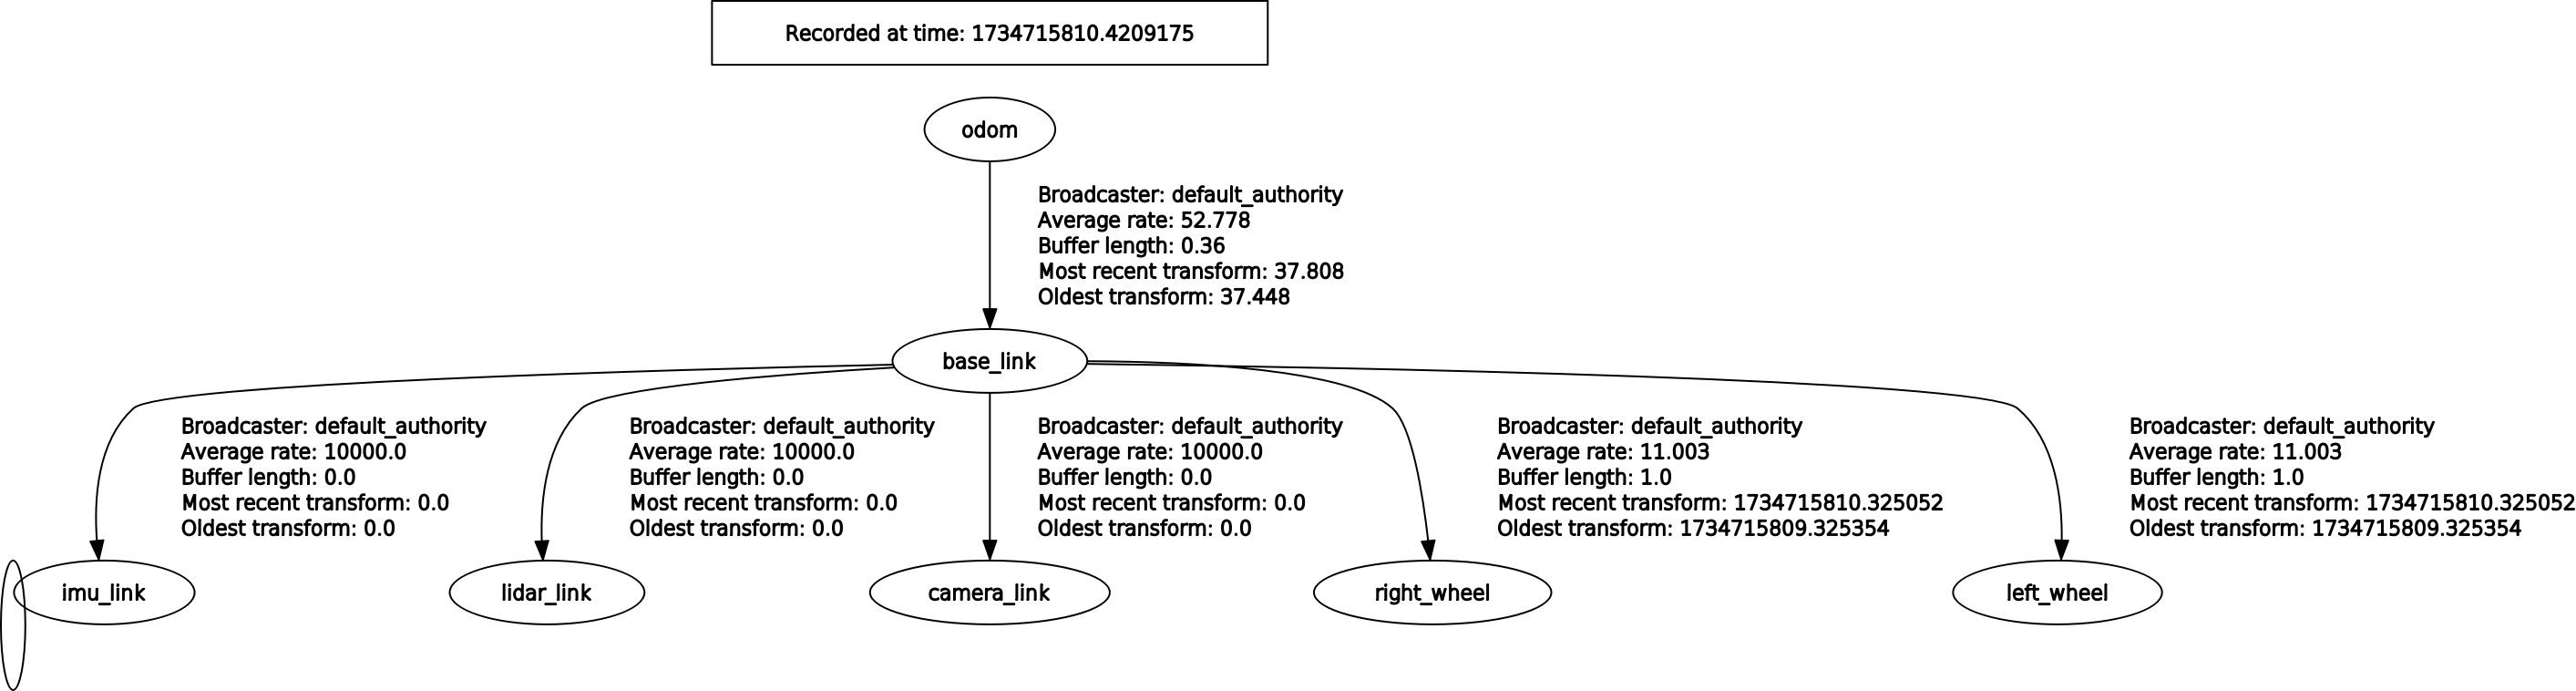 Recorded at time: 1734715810.4209175
odom
Broadcaster: default_authority
Average rate: 52.778
Buffer length: 0.36
Most recent transform: 37.808
Oldest transform: 37.448
base_link
Broadcaster: default_authority
Average rate: 10000.0
Buffer length: 0.0
Most recent transform: 0.0
Oldest transform: 0.0
Broadcaster: default_authority
Average rate: 10000.0
Buffer length: 0.0
Most recent transform: 0.0
Oldest transform: 0.0
Broadcaster: default_authority
Average rate: 10000.0
Buffer length: 0.0
Most recent transform: 0.0
Oldest transform: 0.0
Broadcaster: default_authority
Average rate: 11.003
Buffer length: 1.0
Most recent transform: 1734715810.325052
Oldest transform: 1734715809.325354
Broadcaster: default_authority
Average rate: 11.003
Buffer length: 1.0
Most recent transform: 1734715810.325052
Oldest transform: 1734715809.325354
imu_link
lidar_link
camera_link
right_wheel
left_wheel